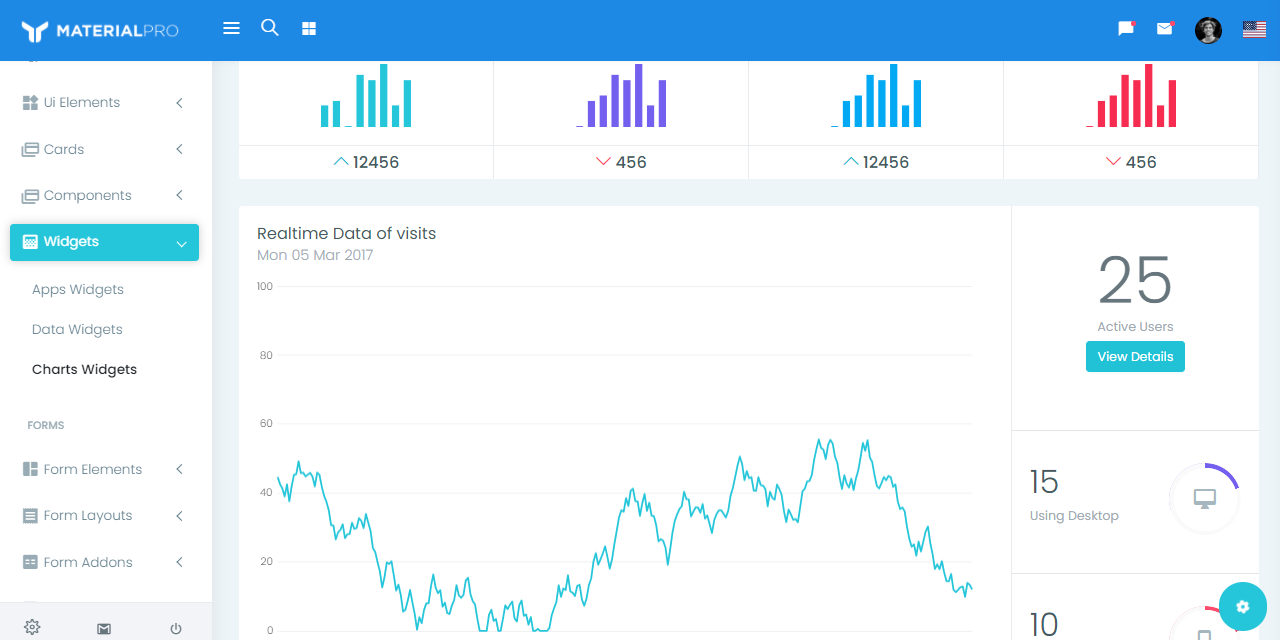 MATERIALPRO
Ui Elements
Cards
Components
Widgets
Apps Widgets
Data Widgets
Charts Widgets
FORMS
Form Elements
Form Layouts
Form Addons
12456
456
12456
456
Realtime Data of visits
Mon 05 Mar 2017
100
80
60
40
20
0
25
Active Users
View Details
15
Using Desktop
10